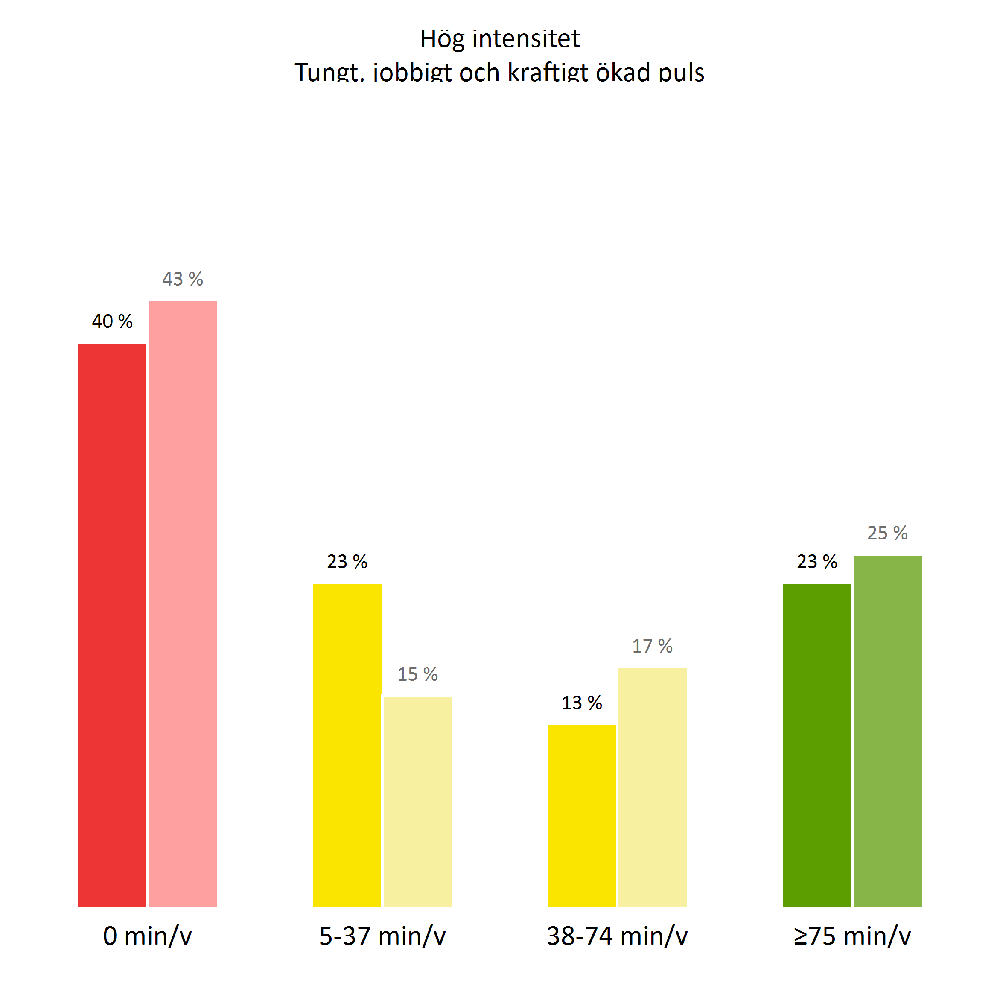 Hög intensitet
Tungt, jobbigt och kraftigt ökad puls
43 %
40 %
25 %
23 %
23 %
17 %
15 %
13 %
0 min/v
5-37 min/v
38-74 min/v
≥75 min/v